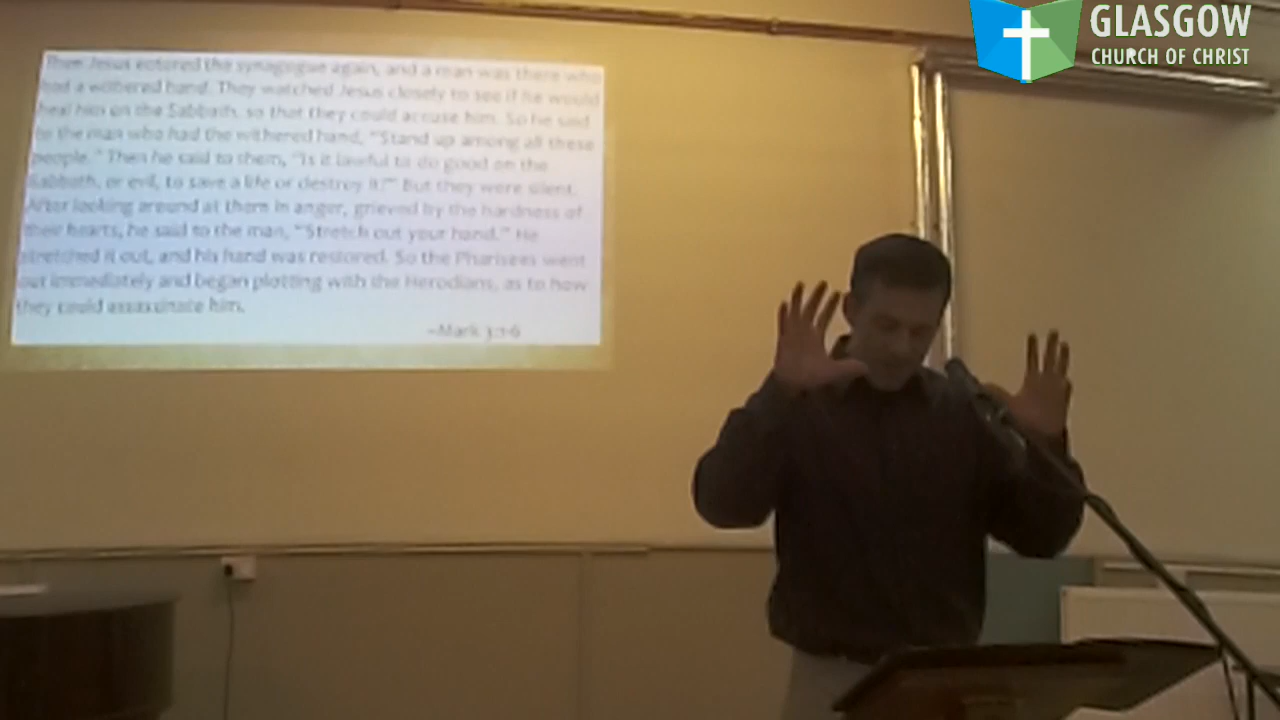 Then Jesus entered the synagogue again, and a man was there who
had a withered hand. They watched Jesus closely to see if he would
heal him on the Sabbath, so that they could accuse him. So he said
to the man who had the withered hand, "Stand up among all these
people." Then he said to them, "Is it lawful to do good on the
Sabbath, or evil, to save a life or destroy it?" But they were silent.
After looking around at them in anger, grieved by the hardness of
their hearts, he said to the man, "Stretch out your hand." He
stretched it out, and his hand was restored. So the Pharisees went
out immediately and began plotting with the Herodians, as to how
they could assassinate him.
–Mark 3:1-6
GLASGOW
CHURCH OF CHRIST